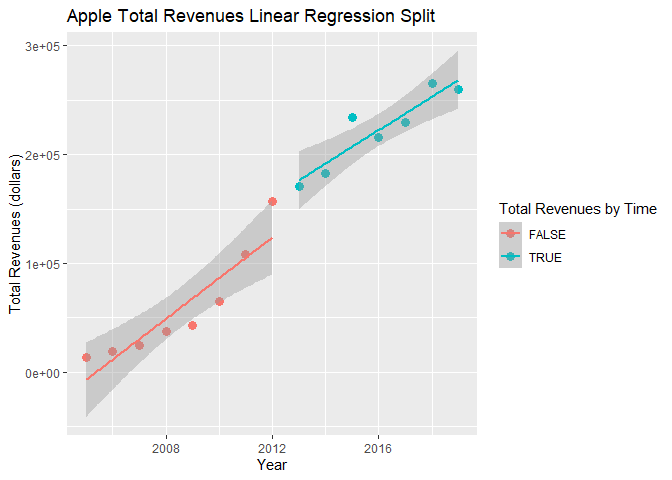 Apple Total Revenues Linear Regression Split
3e+05
2e+05
1e+05
0e+00
Total Revenues (dollars)
2008
2012
2016
Year
Total Revenues by Time
FALSE
TRUE